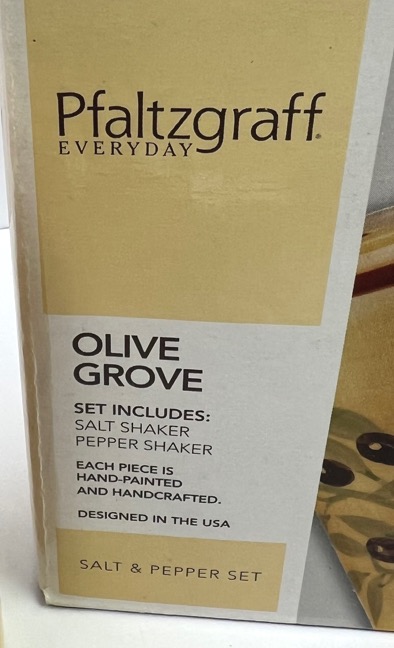 Pfaltzgraff®
EVERYDAY
OLIVE
GROVE
SET INCLUDES:
SALT SHAKER
PEPPER SHAKER
EACH PIECE IS
HAND-PAINTED
AND HANDCRAFTED.
DESIGNED IN THE USA
SALT & PEPPER SET